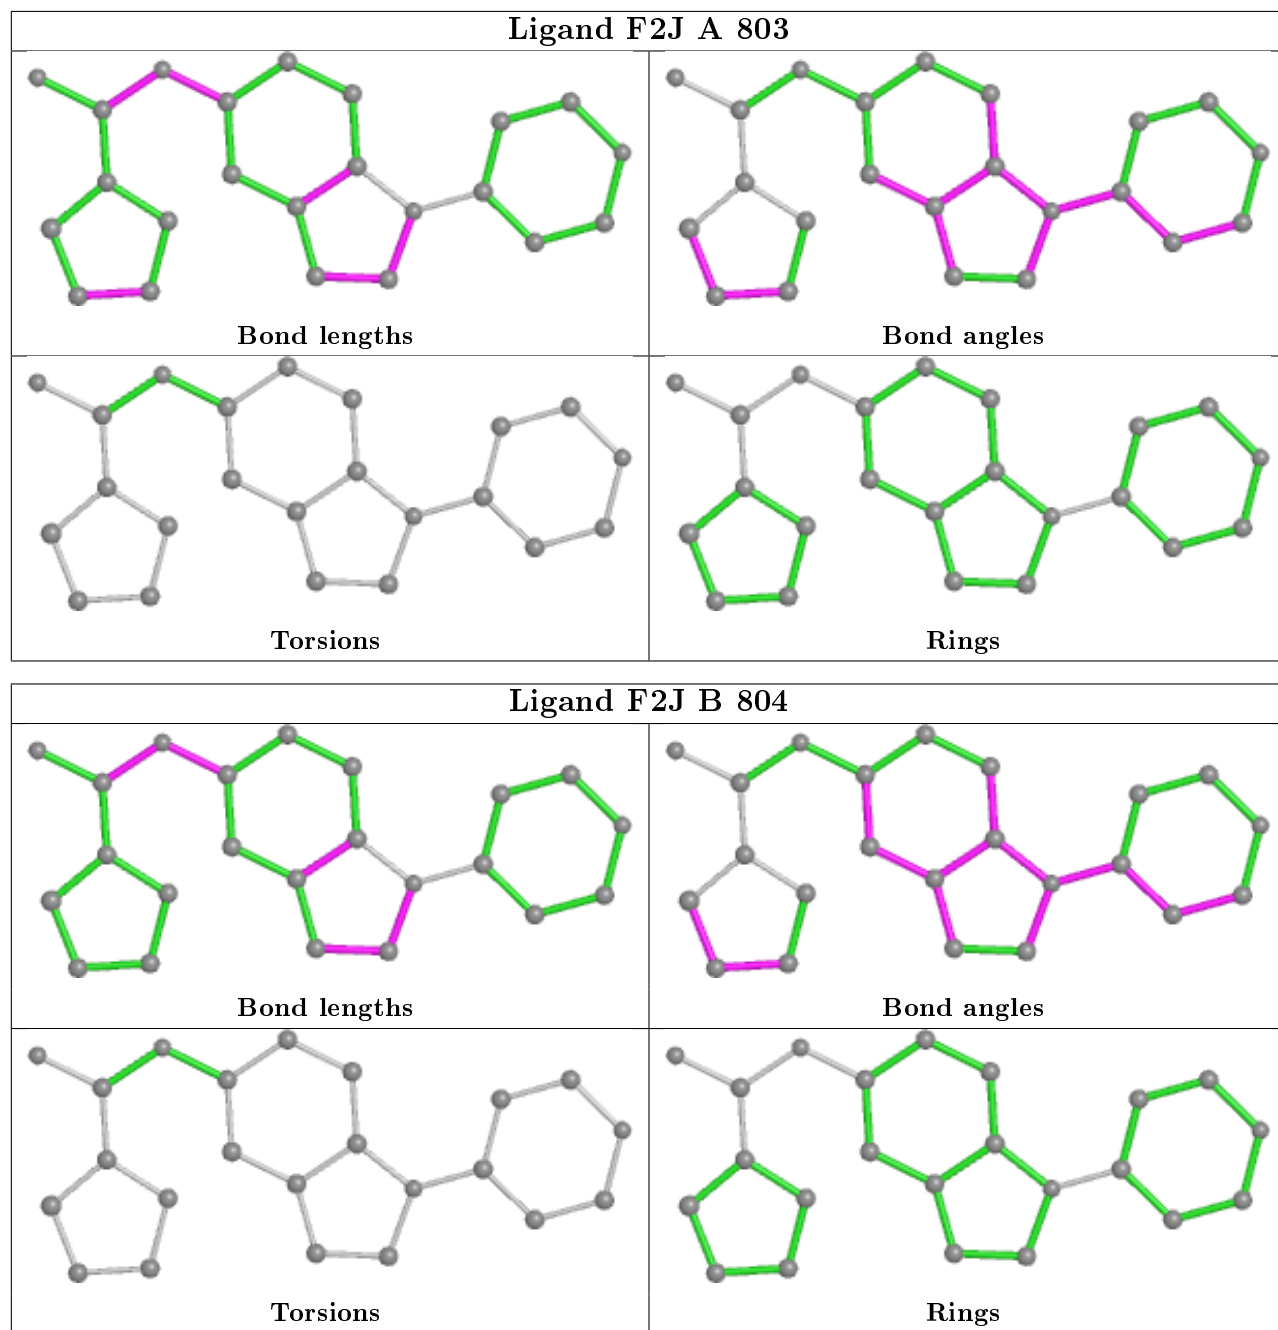 Ligand F2J A 803
Bond lengths
Bond angles
Torsions
Rings
Ligand F2J B 804
Bond lengths
Bond angles
Torsions
Rings